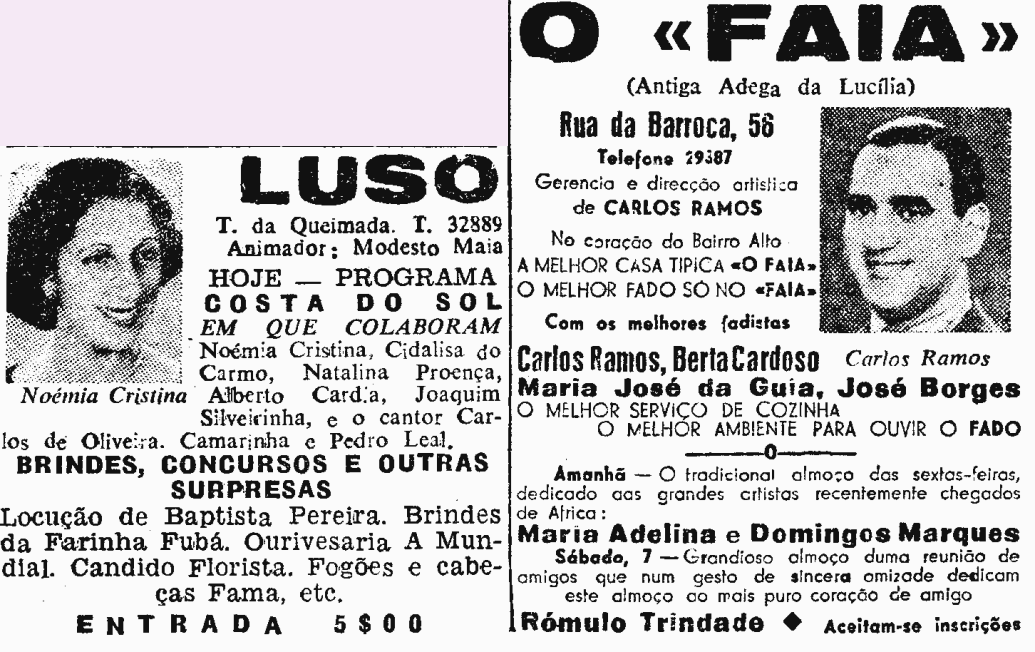 LUSO
T. da Queimada. T. 32889
Animador: Modesto Maia
HOJE — PROGRAMA
COSTA DO SOL
EM QUE COLABORAM
Noémia Cristina, Cidalisa do
Carmo, Natalina Proença,
Noémia Cristina
Alberto Cardia, Joaquim
Silveirinha, e o cantor Car-
los de Oliveira. Camarinha e Pedro Leal.
BRINDES, CONCURSOS E OUTRAS
SURPRESAS
Locução de Baptista Pereira. Brindes
da Farinha Fubá. Ourivesaria A Mun-
dial. Candido Florista. Fogões e cabe-
ças Fama, etc.
ENTRADA 5$00
O «FAIA»
(Antiga Adega da Lucília)
Rua da Barroca, 56
Telefone 29387
Gerencia e direcção artistica
de CARLOS RAMOS
No coração do Bairro Alto
A MELHOR CASA TIPICA «O FAIA»
O MELHOR FADO SÓ NO «FAIA»
Com os melhores fadistas
Carlos Ramos, Berta Cardoso
Carlos Ramos
Maria José da Guia, José Borges
O MELHOR SERVIÇO DE COZINHA
O MELHOR AMBIENTE PARA OUVIR O FADO
Amanhã — O tradicional almoço das sextas-feiras,
dedicado aos grandes artistas recentemente chegados
de Africa:
Maria Adelina e Domingos Marques
Sábado, 7 — Grandioso almoço duma reunião de
amigos que num gesto de sincera amizade dedicam
este almoço ao mais puro coração de amigo
Rómulo Trindade ◆ Aceitam-se inscrições